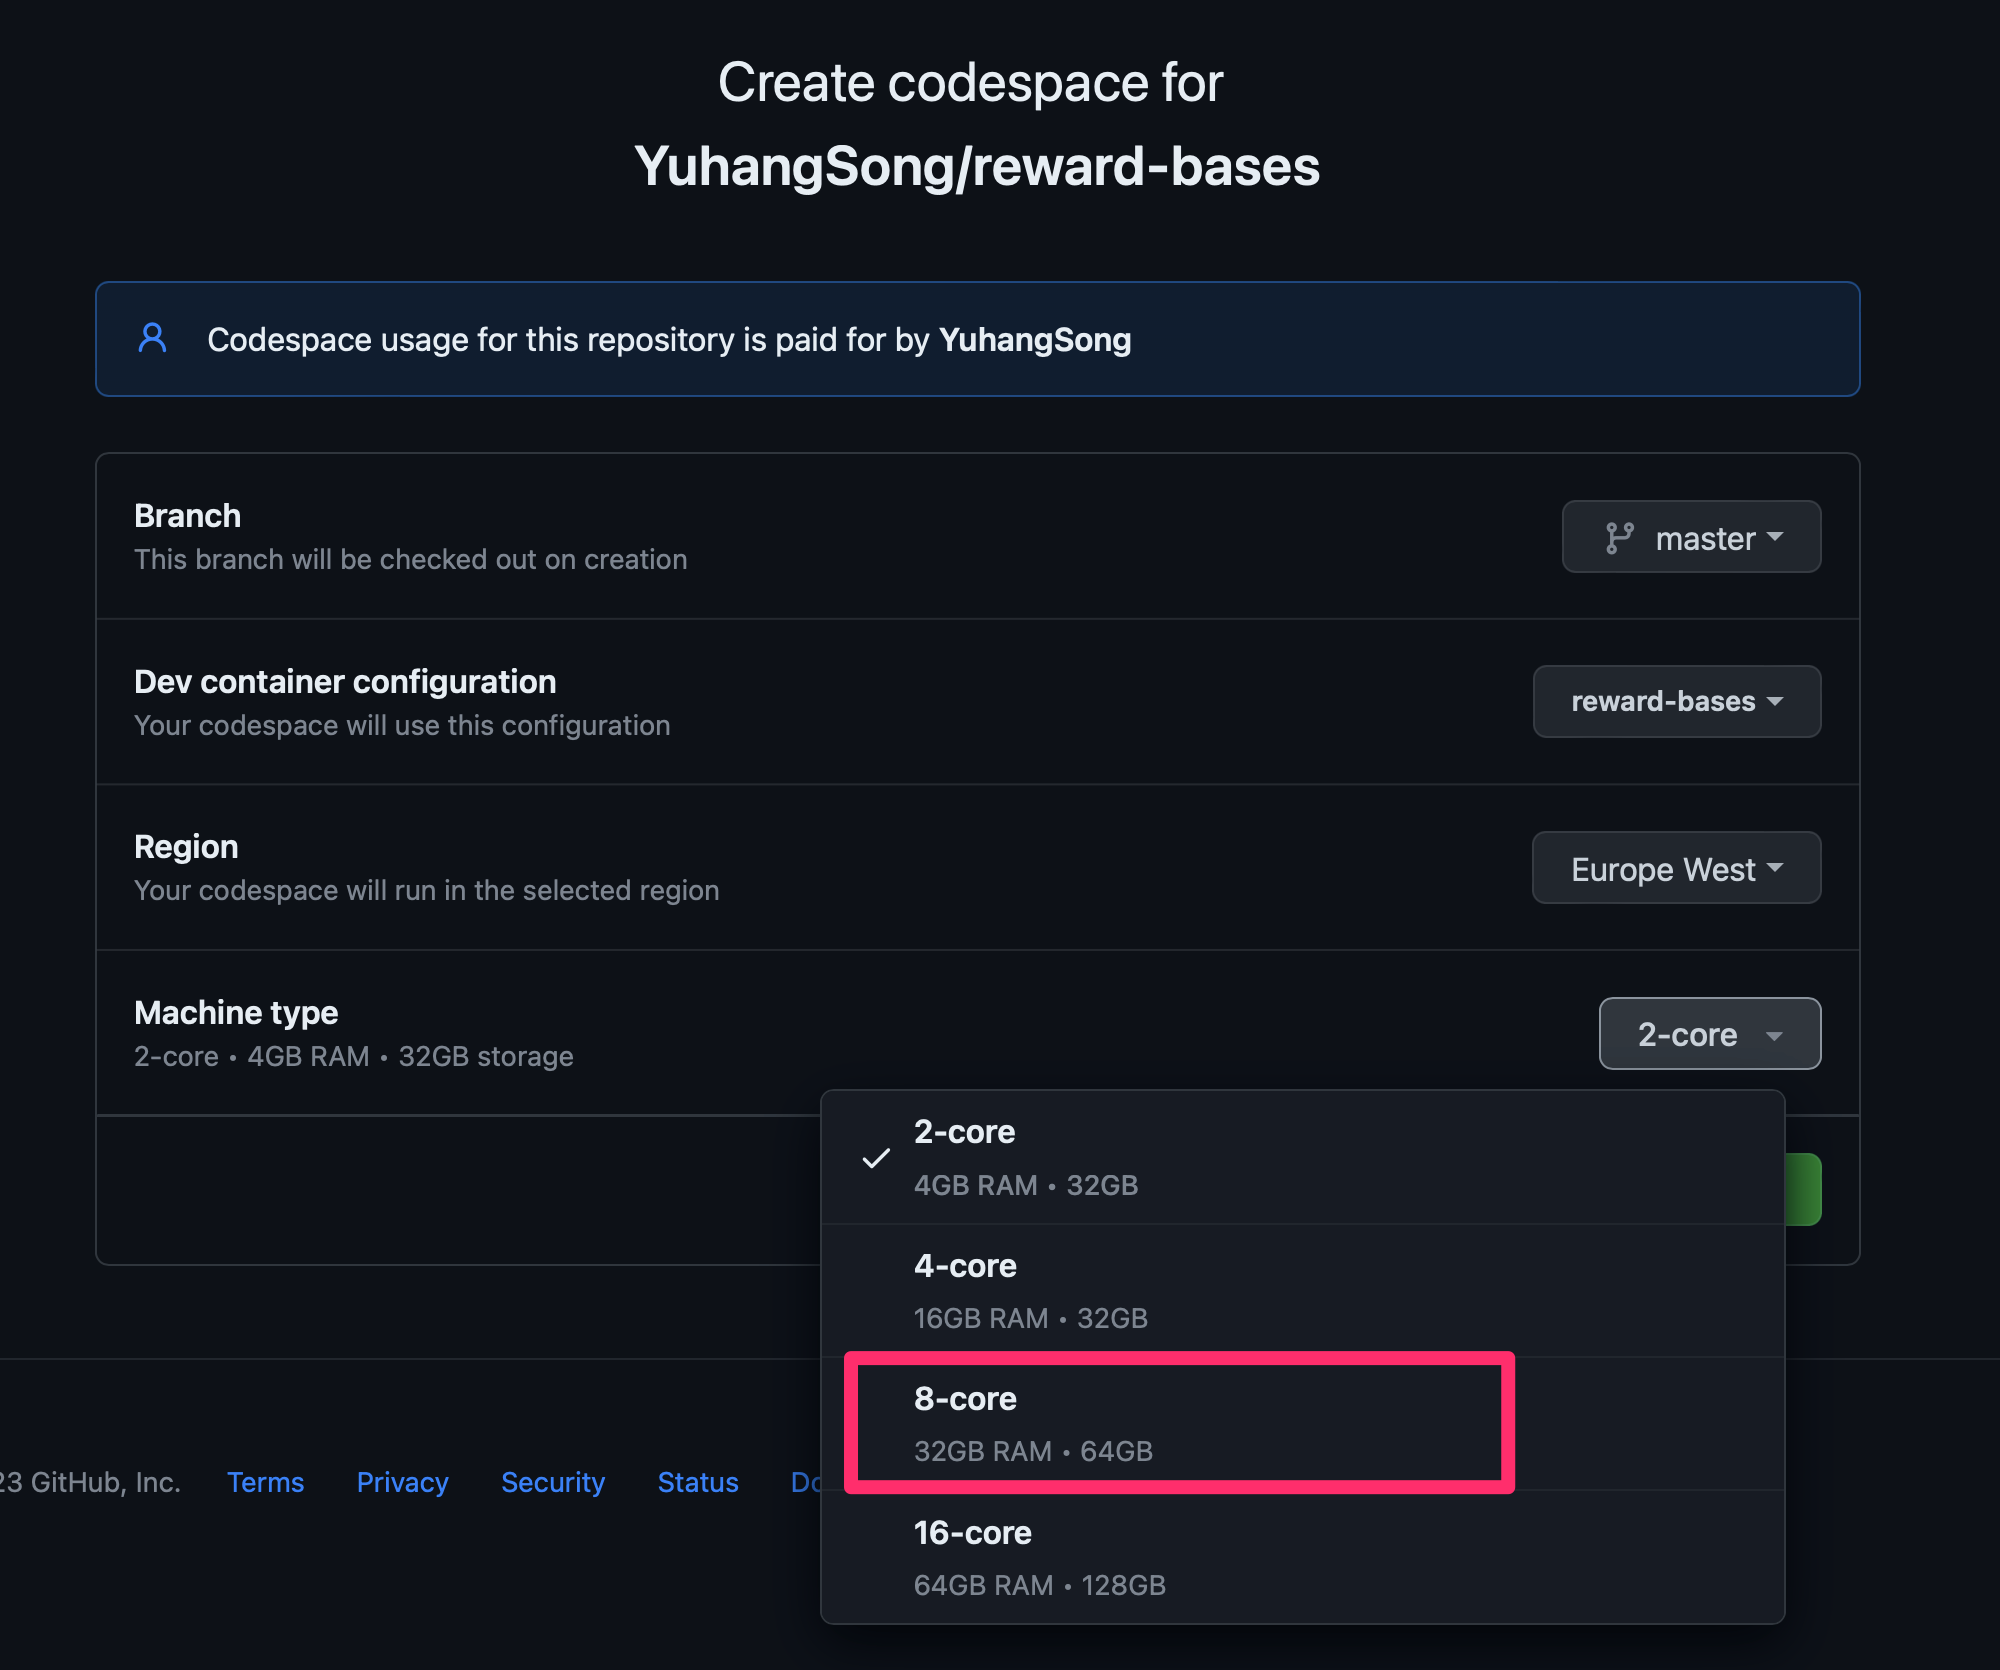 Create codespace for
YuhangSong/reward-bases
Codespace usage for this repository is paid for by YuhangSong
Branch
This branch will be checked out on creation
master
Dev container configuration
Your codespace will use this configuration
reward-bases
Region
Your codespace will run in the selected region
Europe West
Machine type
2-core • 4GB RAM • 32GB storage
2-core
2-core
4GB RAM • 32GB
4-core
16GB RAM • 32GB
8-core
32GB RAM • 64GB
16-core
64GB RAM • 128GB
23 GitHub, Inc. Terms Privacy Security Status